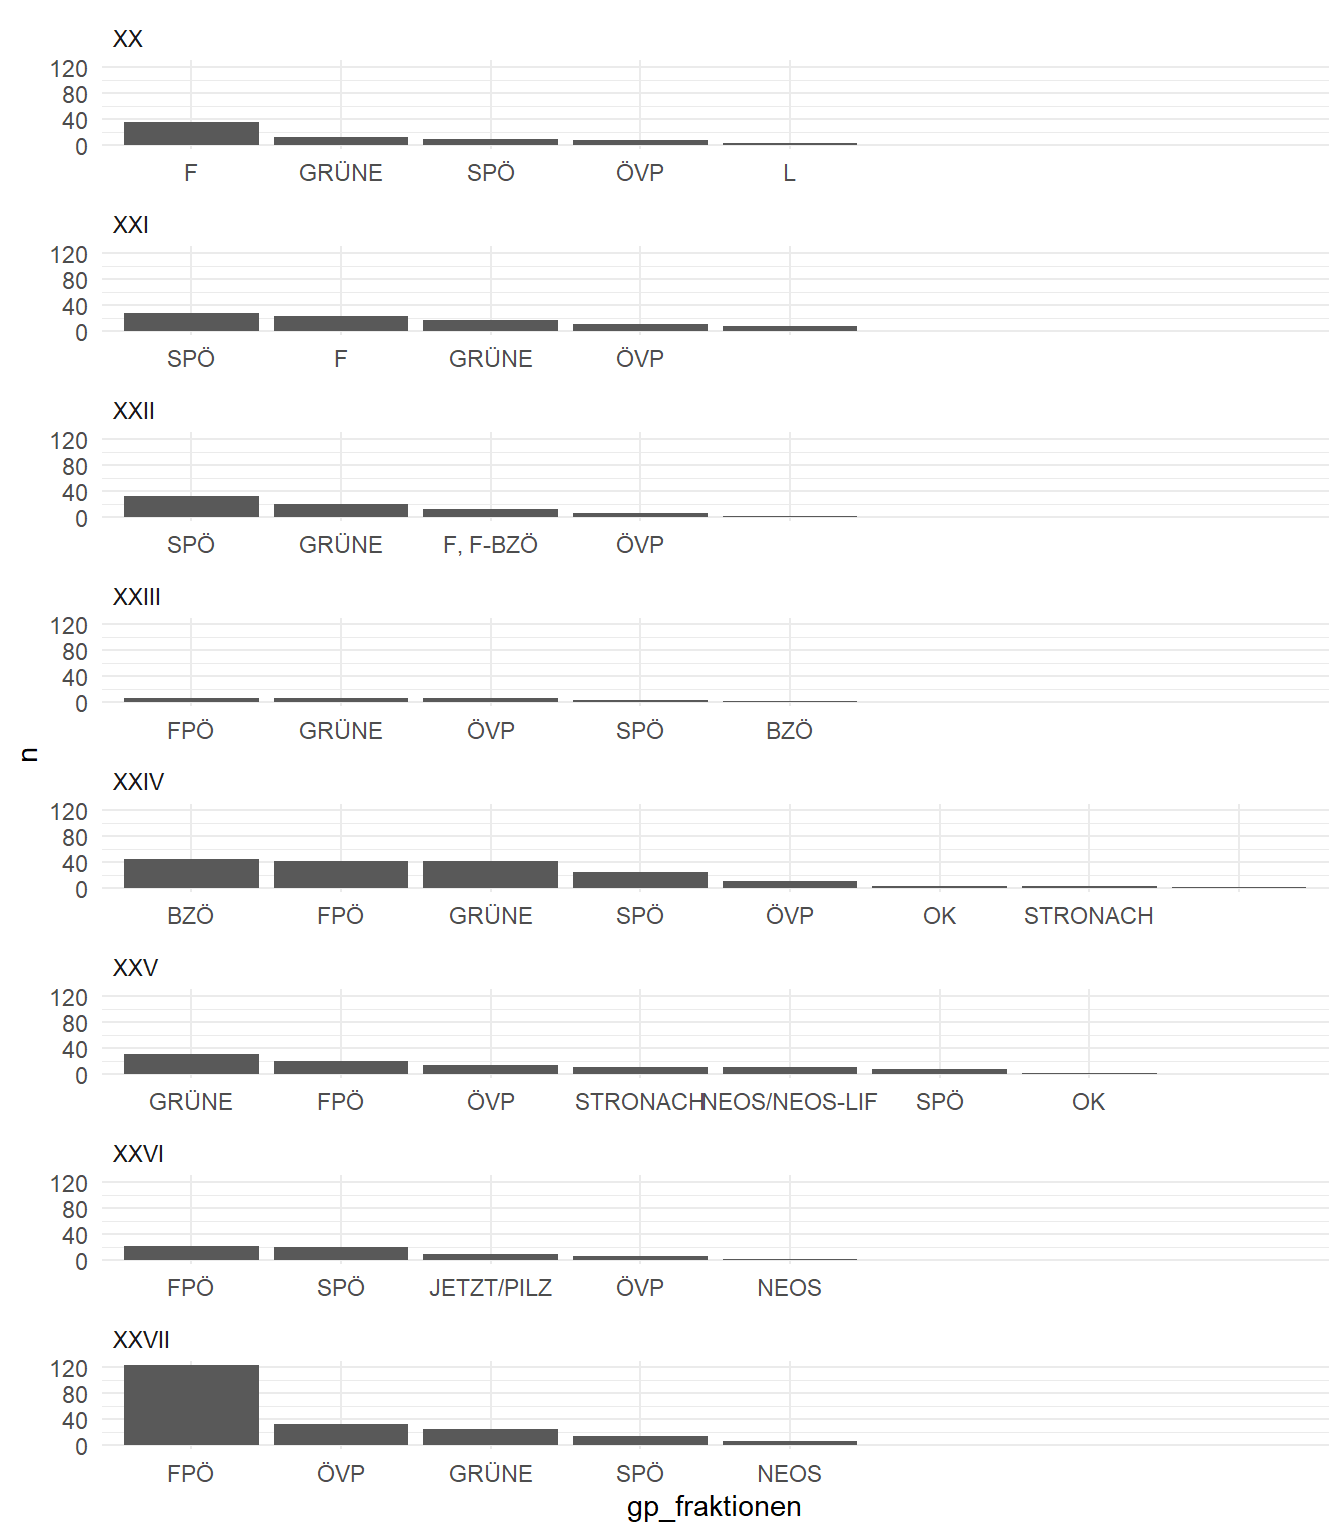 XX
120
80
40
0
F GRÜNE SPÖ ÖVP L
XXI
120
80
40
0
SPÖ F GRÜNE ÖVP
XXII
120
80
40
0
SPÖ GRÜNE F, F-BZÖ ÖVP
XXIII
120
80
40
0
FPÖ GRÜNE ÖVP SPÖ BZÖ
n
XXIV
120
80
40
0
BZÖ FPÖ GRÜNE SPÖ ÖVP OK STRONACH
XXV
120
80
40
0
GRÜNE FPÖ ÖVP STRONACH NEOS/NEOS-LIF SPÖ OK
XXVI
120
80
40
0
FPÖ SPÖ JETZT/PILZ ÖVP NEOS
XXVII
120
80
40
0
FPÖ ÖVP GRÜNE SPÖ NEOS
gp_fraktionen